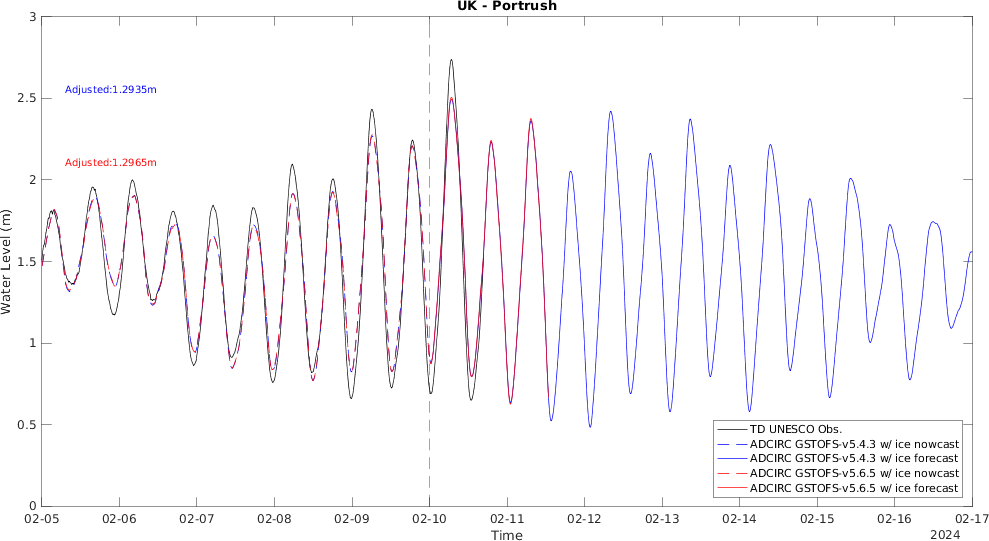 UK - Portrush
3
2.5
2
1.5
1
0.5
0
Water Level (m)
Adjusted:1.2935m
Adjusted:1.2965m
TD UNESCO Obs.
ADCIRC GSTOFS-v5.4.3 w/ ice nowcast
ADCIRC GSTOFS-v5.4.3 w/ ice forecast
ADCIRC GSTOFS-v5.6.5 w/ ice nowcast
ADCIRC GSTOFS-v5.6.5 w/ ice forecast
02-05 02-06 02-07 02-08 02-09 02-10 02-11 02-12 02-13 02-14 02-15 02-16 02-17
Time
2024